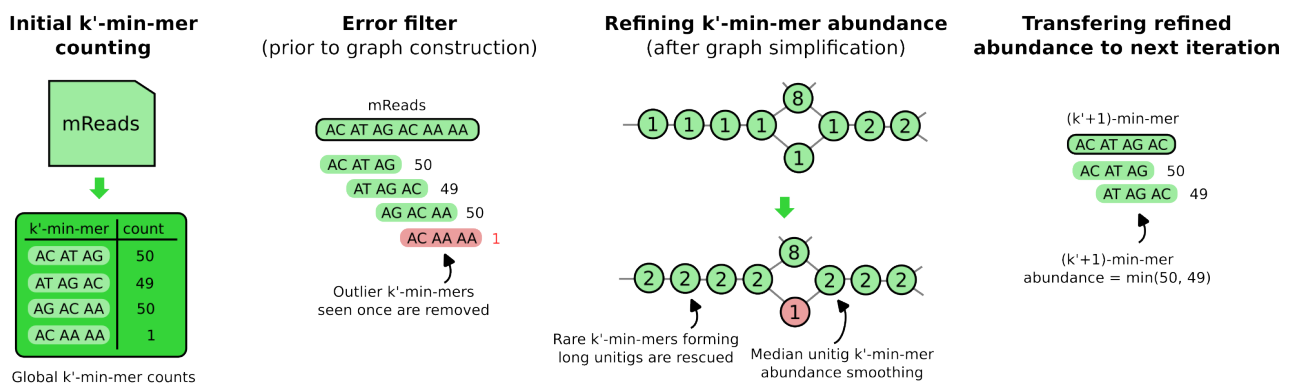 Initial k'-min-mer
counting
mReads
k'-min-mer count
AC AT AG 50
AT AG AC 49
AG AC AA 50
AC AA AA 1
Global k'-min-mer counts
Error filter
(prior to graph construction)
mReads
AC AT AG AC AA AA
AC AT AG 50
AT AG AC 49
AG AC AA 50
AC AA AA 1
Outlier k'-min-mers
seen once are removed
Refining k'-min-mer abundance
(after graph simplification)
8
1 1 1 1 1 2 2
1
8
2 2 2 2 2 2 2
1
Rare k'-min-mers forming
long unitigs are rescued
Median unitig k'-min-mer
abundance smoothing
Transfering refined
abundance to next iteration
(k'+1)-min-mer
AC AT AG AC
AC AT AG 50
AT AG AC 49
(k'+1)-min-mer
abundance = min(50, 49)